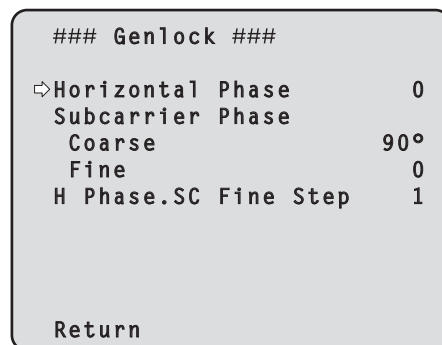 ### Genlock ###
⇨Horizontal Phase 0
Subcarrier Phase
Coarse 90°
Fine 0
H Phase.SC Fine Step 1
Return